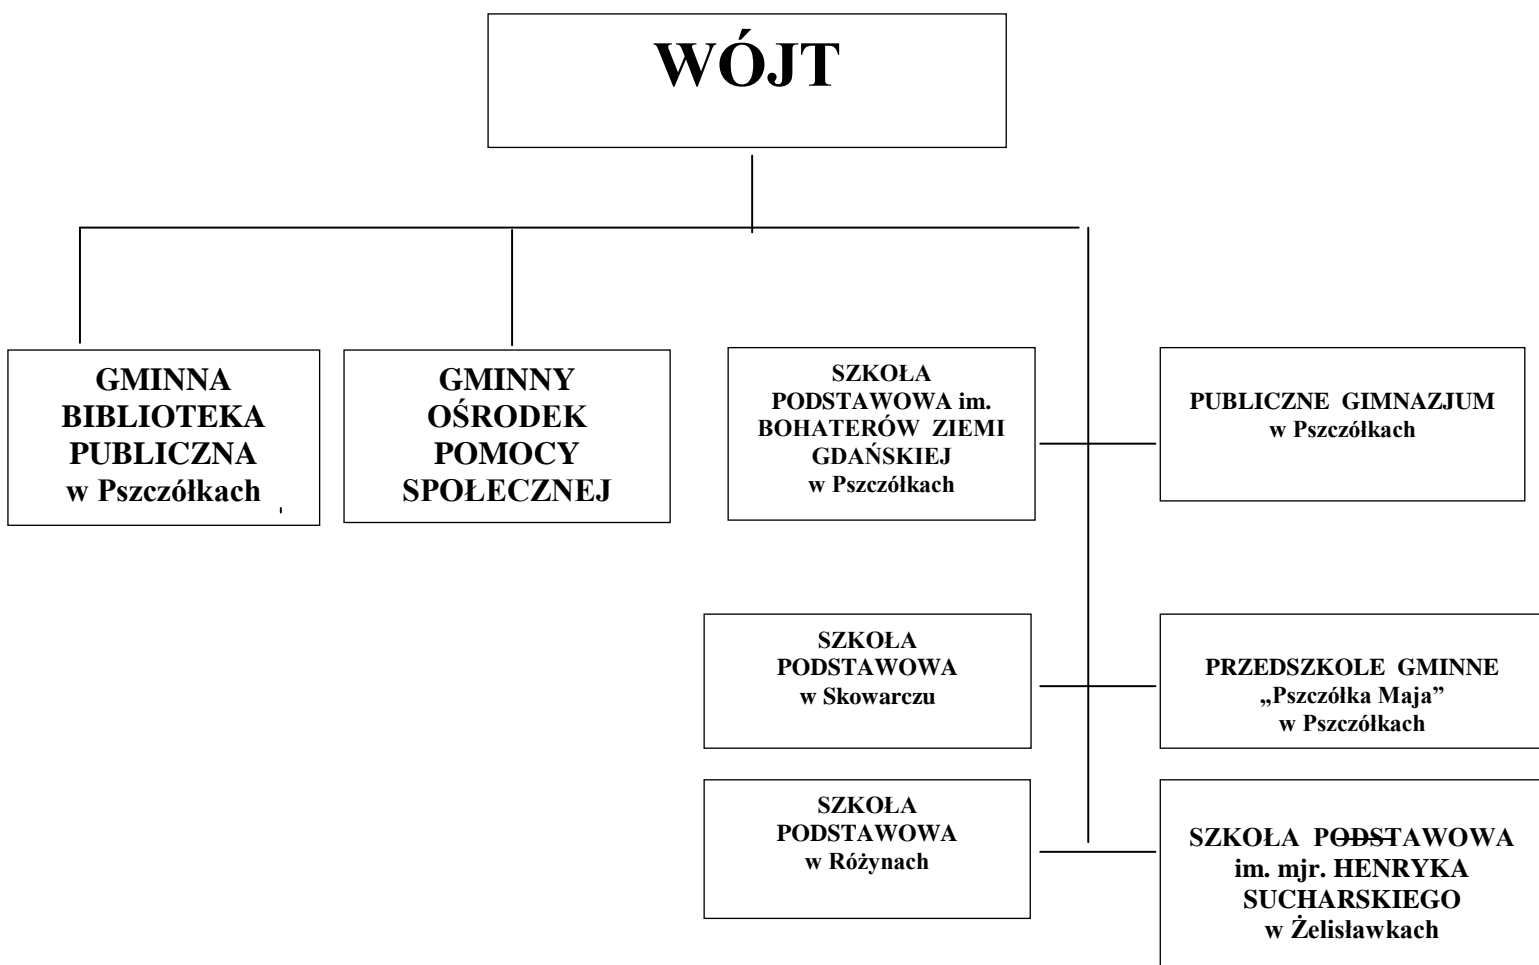 WÓJT
GMINNA
BIBLIOTEKA
PUBLICZNA
w Pszczółkach
GMINNY
OŚRODEK
POMOCY
SPOŁECZNEJ
SZKOŁA
PODSTAWOWA im.
BOHATERÓW ZIEMI
GDAŃSKIEJ
w Pszczółkach
PUBLICZNE GIMNAZJUM
w Pszczółkach
SZKOŁA
PODSTAWOWA
w Skowarczu
PRZEDSZKOLE GMINNE
„Pszczółka Maja”
w Pszczółkach
SZKOŁA
PODSTAWOWA
w Różynach
SZKOŁA PODSTAWOWA
im. mjr. HENRYKA
SUCHARSKIEGO
w Żelisławkach